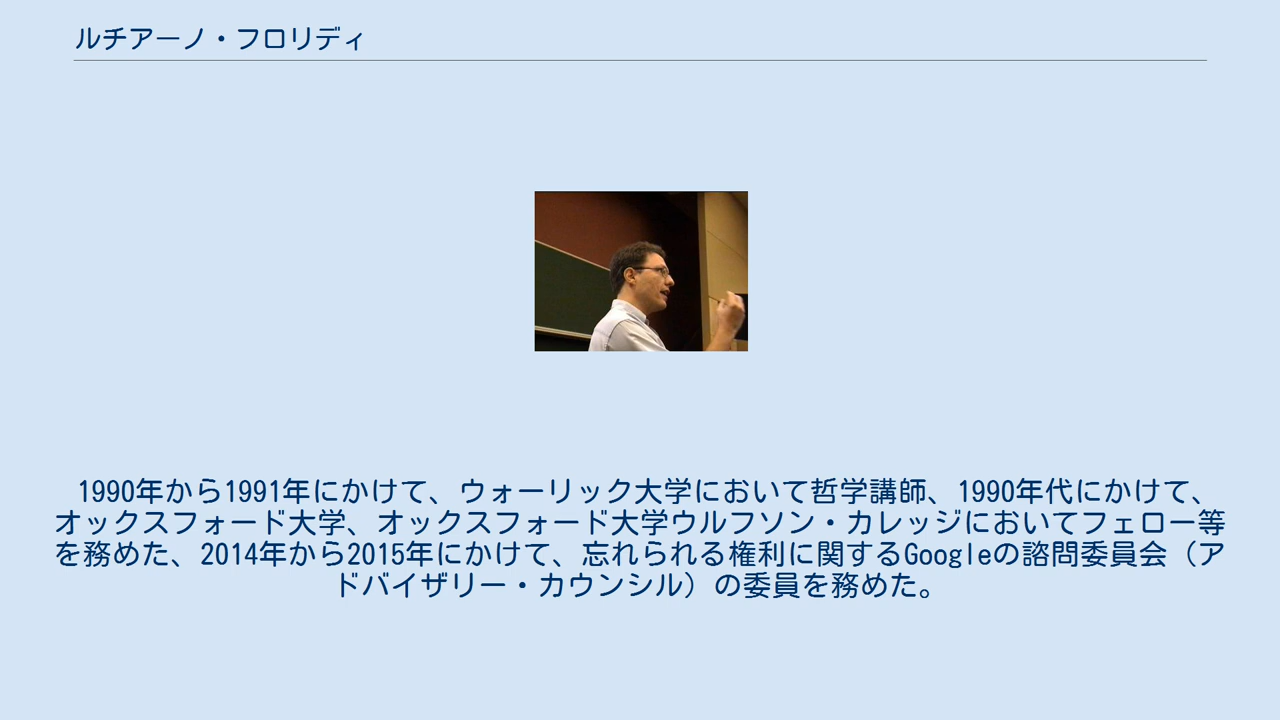 ルチアーノ・フロリディ
1990年から1991年にかけて、ウォーリック大学において哲学講師、1990年代にかけて、
オックスフォード大学、オックスフォード大学ウルフソン・カレッジにおいてフェロー等
を務めた、2014年から2015年にかけて、忘れられる権利に関するGoogleの諮問委員会（ア
ドバイザリー・カウンシル）の委員を務めた。